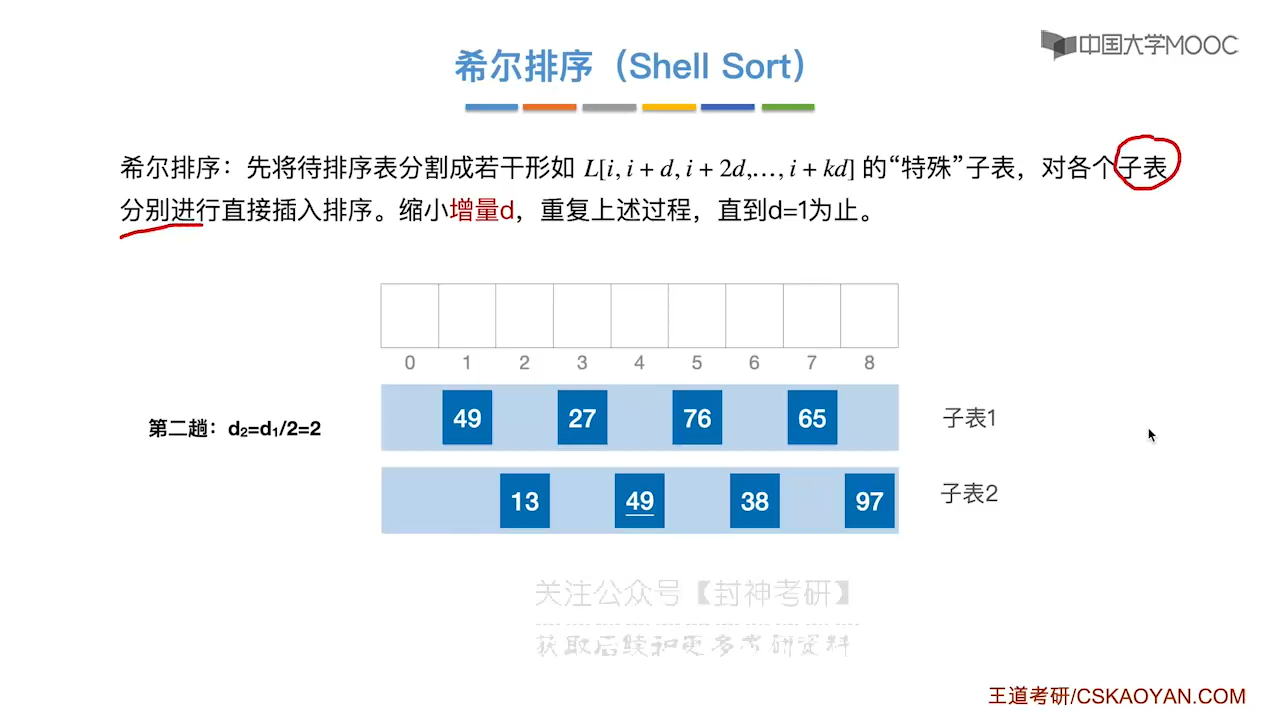 中国大学MOOC
希尔排序（Shell Sort）
希尔排序：先将待排序表分割成若干形如 L[i, i + d, i + 2d,…, i + kd] 的“特殊”子表，对各个子表
分别进行直接插入排序。缩小增量d，重复上述过程，直到d=1为止。
0 1 2 3 4 5 6 7 8
第二趟：d₂=d₁/2=2
49 27 76 65 子表1
13 49 38 97 子表2
关注公众号【封神考研】
获取后续和更多考研资料
王道考研/CSKAOYAN.COM